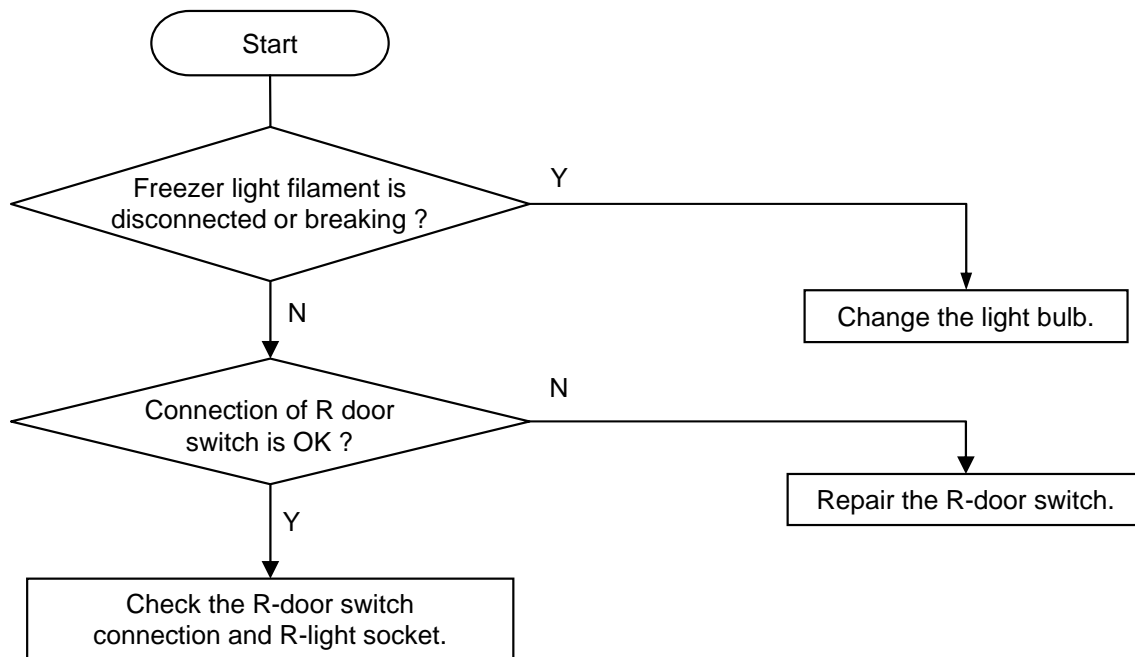 Start
Freezer light filament is
disconnected or breaking ?
Y
Change the light bulb.
N
Connection of R door
switch is OK ?
N
Repair the R-door switch.
Y
Check the R-door switch
connection and R-light socket.